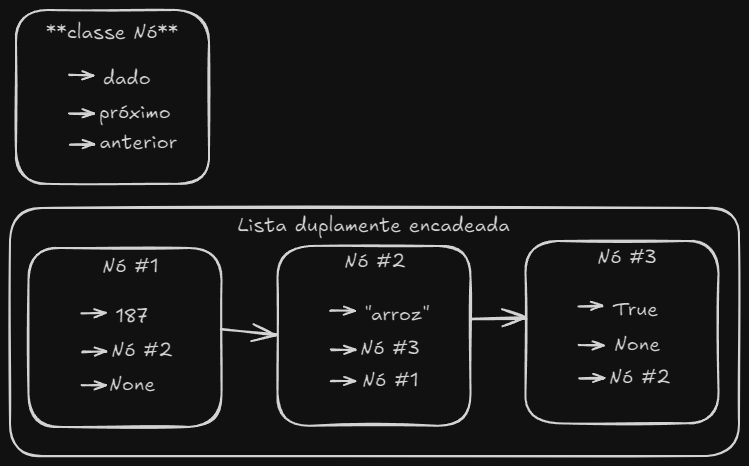 **classe Nó**
dado
próximo
anterior
Lista duplamente encadeada
Nó #1
187
Nó #2
None
Nó #2
"arroz"
Nó #3
Nó #1
Nó #3
True
None
Nó #2